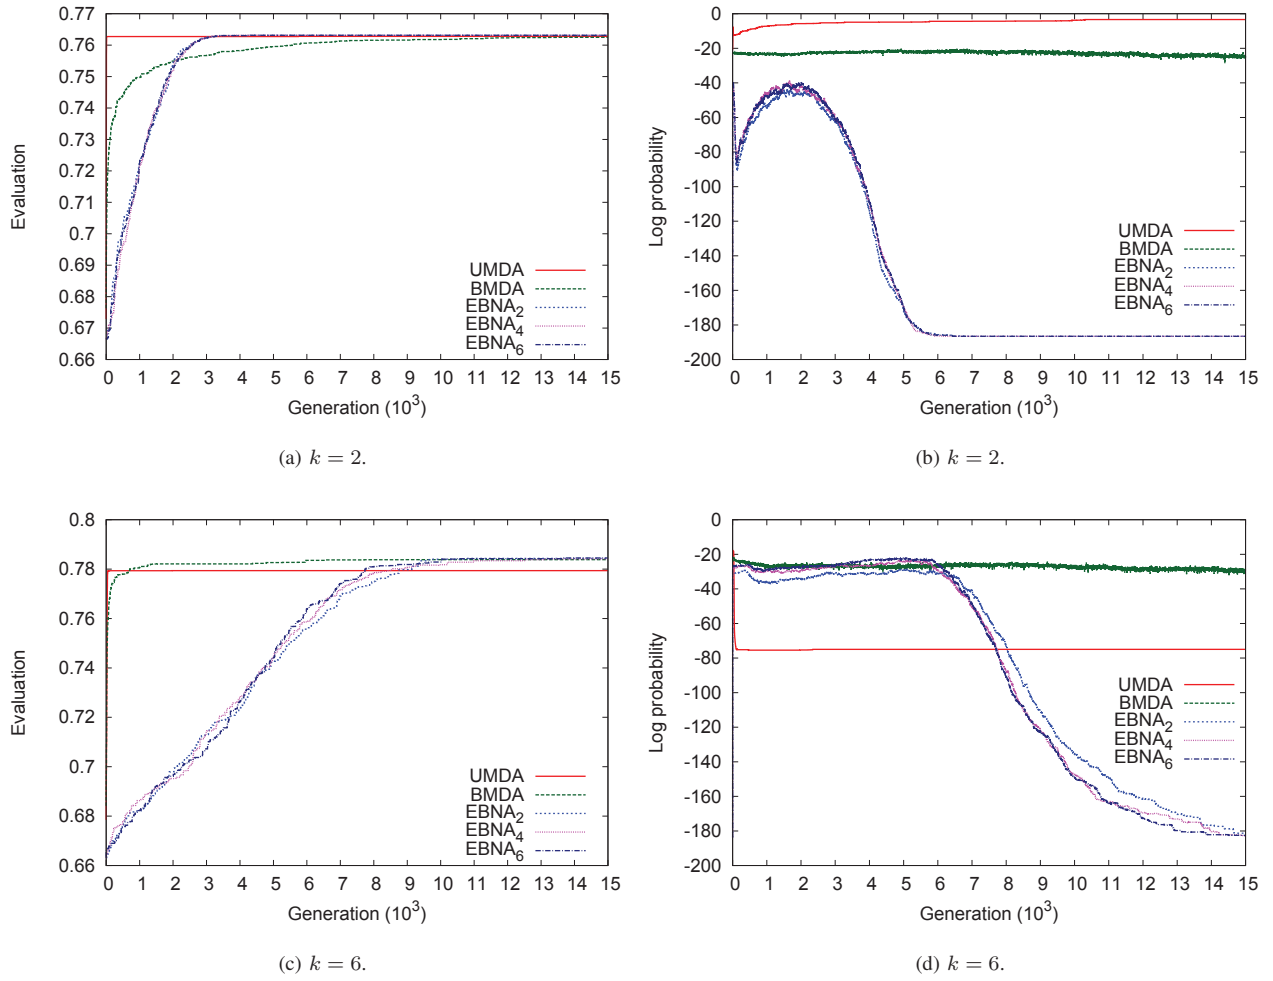 0.77
0.76
0.75
0.74
0.73
0.72
0.71
0.7
0.69
0.68
0.67
0.66
Evaluation
UMDA
BMDA
EBNA2
EBNA4
EBNA6
0 1 2 3 4 5 6 7 8 9 10 11 12 13 14 15
Generation (10^3)
(a) k = 2.
0
-20
-40
-60
-80
-100
-120
-140
-160
-180
-200
Log probability
UMDA
BMDA
EBNA2
EBNA4
EBNA6
0 1 2 3 4 5 6 7 8 9 10 11 12 13 14 15
Generation (10^3)
(b) k = 2.
0.8
0.78
0.76
0.74
0.72
0.7
0.68
0.66
Evaluation
UMDA
BMDA
EBNA2
EBNA4
EBNA6
0 1 2 3 4 5 6 7 8 9 10 11 12 13 14 15
Generation (10^3)
(c) k = 6.
0
-20
-40
-60
-80
-100
-120
-140
-160
-180
-200
Log probability
UMDA
BMDA
EBNA2
EBNA4
EBNA6
0 1 2 3 4 5 6 7 8 9 10 11 12 13 14 15
Generation (10^3)
(d) k = 6.